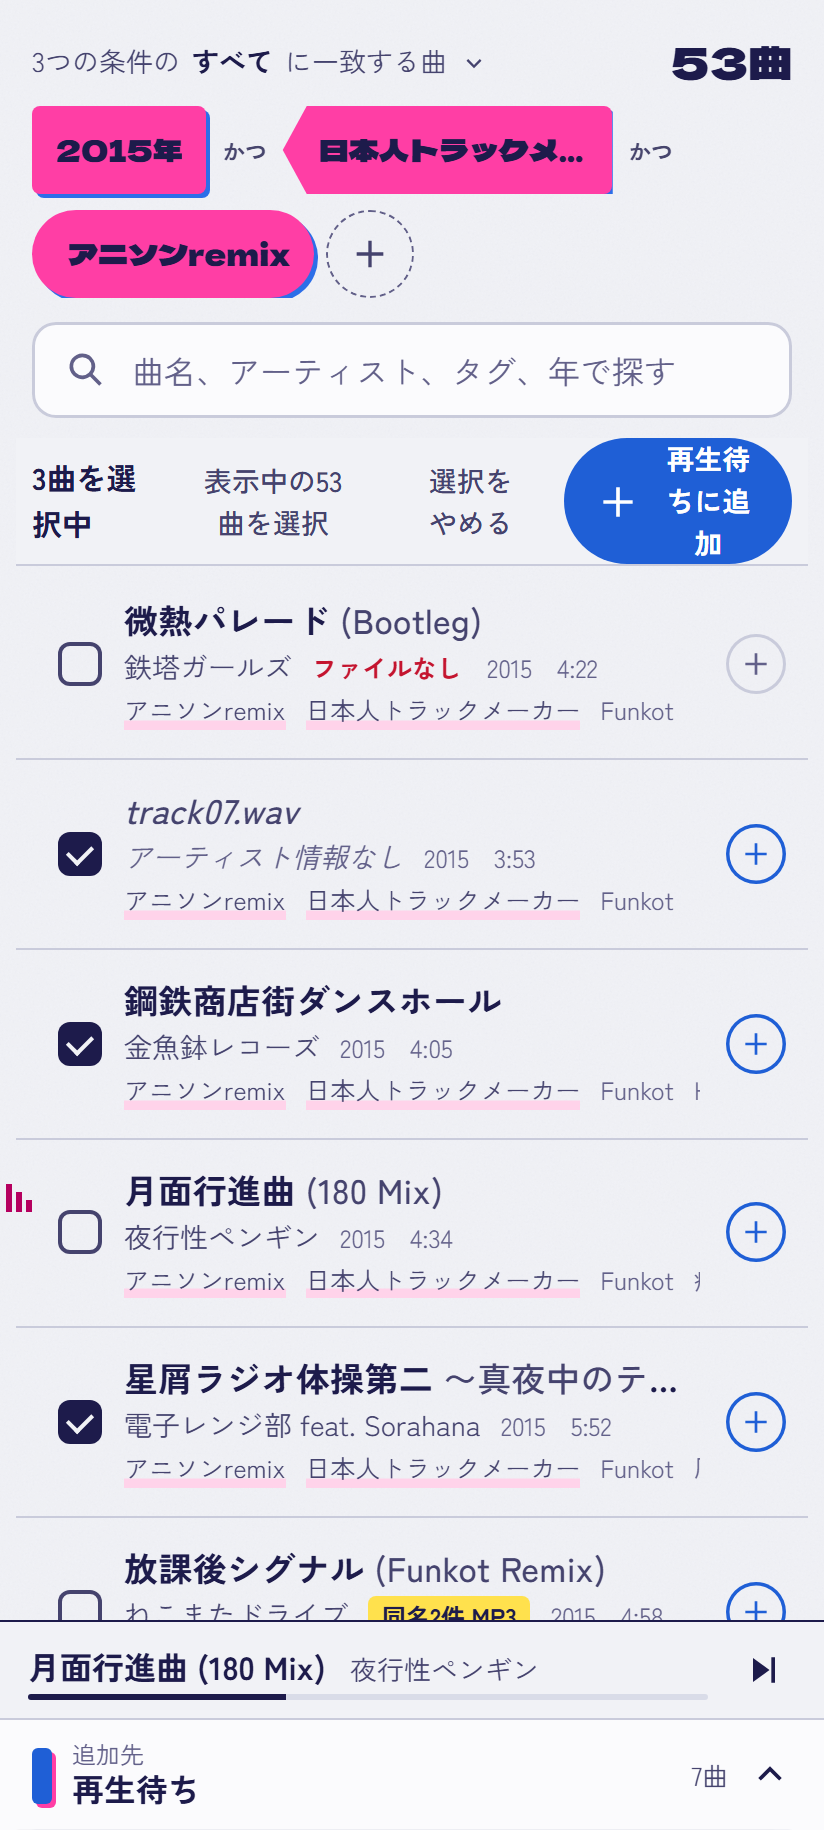 3つの条件の すべて に一致する曲
53曲
2015年 かつ 日本人トラックメ... かつ
アニソンremix
曲名、アーティスト、タグ、年で探す
3曲を選
択中
表示中の53
曲を選択
選択を
やめる
再生待
ちに追
加
微熱パレード (Bootleg)
鉄塔ガールズ ファイルなし 2015 4:22
アニソンremix 日本人トラックメーカー Funkot
track07.wav
アーティスト情報なし 2015 3:53
アニソンremix 日本人トラックメーカー Funkot
鋼鉄商店街ダンスホール
金魚鉢レコーズ 2015 4:05
アニソンremix 日本人トラックメーカー Funkot
月面行進曲 (180 Mix)
夜行性ペンギン 2015 4:34
アニソンremix 日本人トラックメーカー Funkot
星屑ラジオ体操第二 〜真夜中のテ...
電子レンジ部 feat. Sorahana 2015 5:52
アニソンremix 日本人トラックメーカー Funkot
放課後シグナル (Funkot Remix)
ねこまたドライブ 同名2件 MP3 2015 4:58
月面行進曲 (180 Mix) 夜行性ペンギン
追加先
再生待ち
7曲